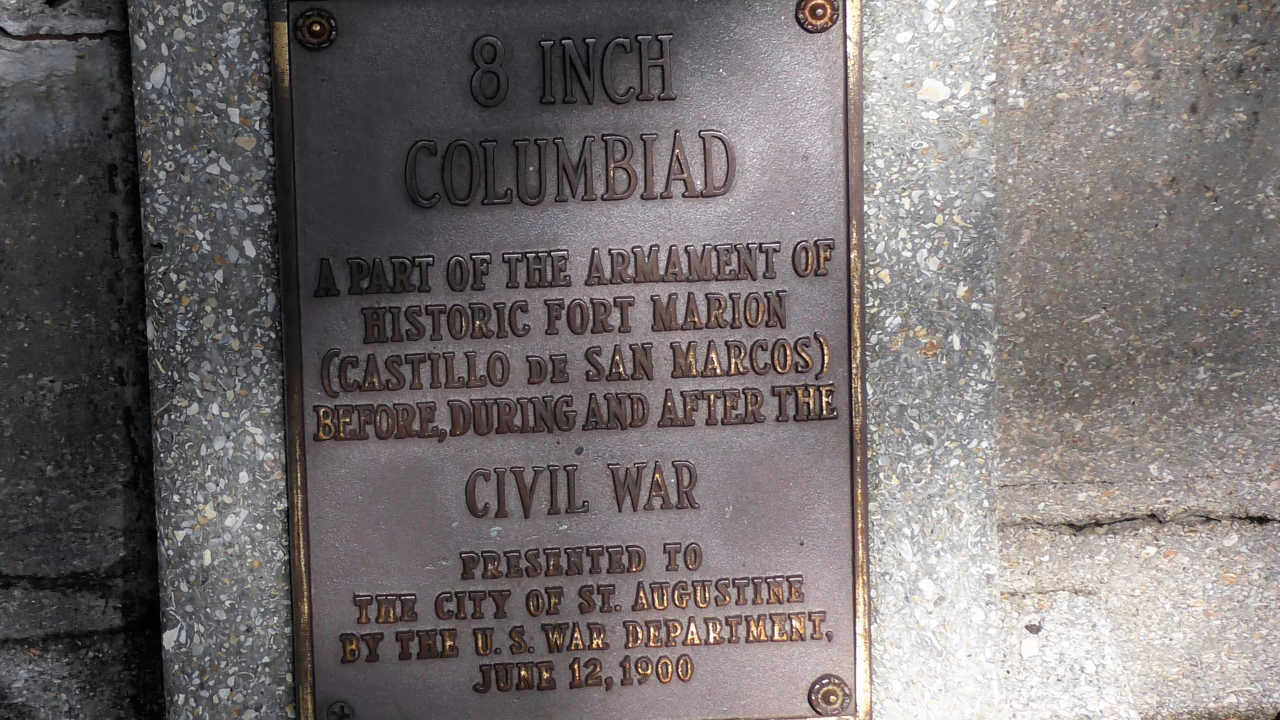 8 INCH
COLUMBIAD
A PART OF THE ARMAMENT OF
HISTORIC FORT MARION
(CASTILLO DE SAN MARCOS)
BEFORE, DURING AND AFTER THE
CIVIL WAR
PRESENTED TO
THE CITY OF ST. AUGUSTINE
BY THE U.S. WAR DEPARTMENT,
JUNE 12, 1900